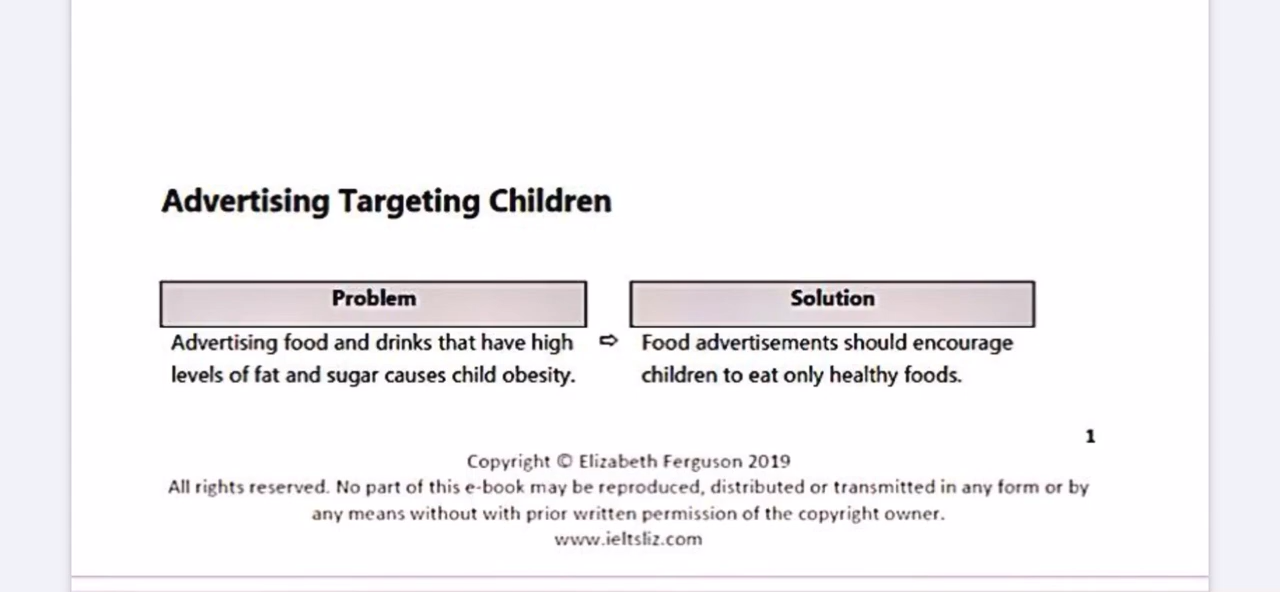 Advertising Targeting Children
Problem
Solution
Advertising food and drinks that have high ⇨ Food advertisements should encourage
levels of fat and sugar causes child obesity. children to eat only healthy foods.
1
Copyright © Elizabeth Ferguson 2019
All rights reserved. No part of this e-book may be reproduced, distributed or transmitted in any form or by
any means without with prior written permission of the copyright owner.
www.ieltsliz.com